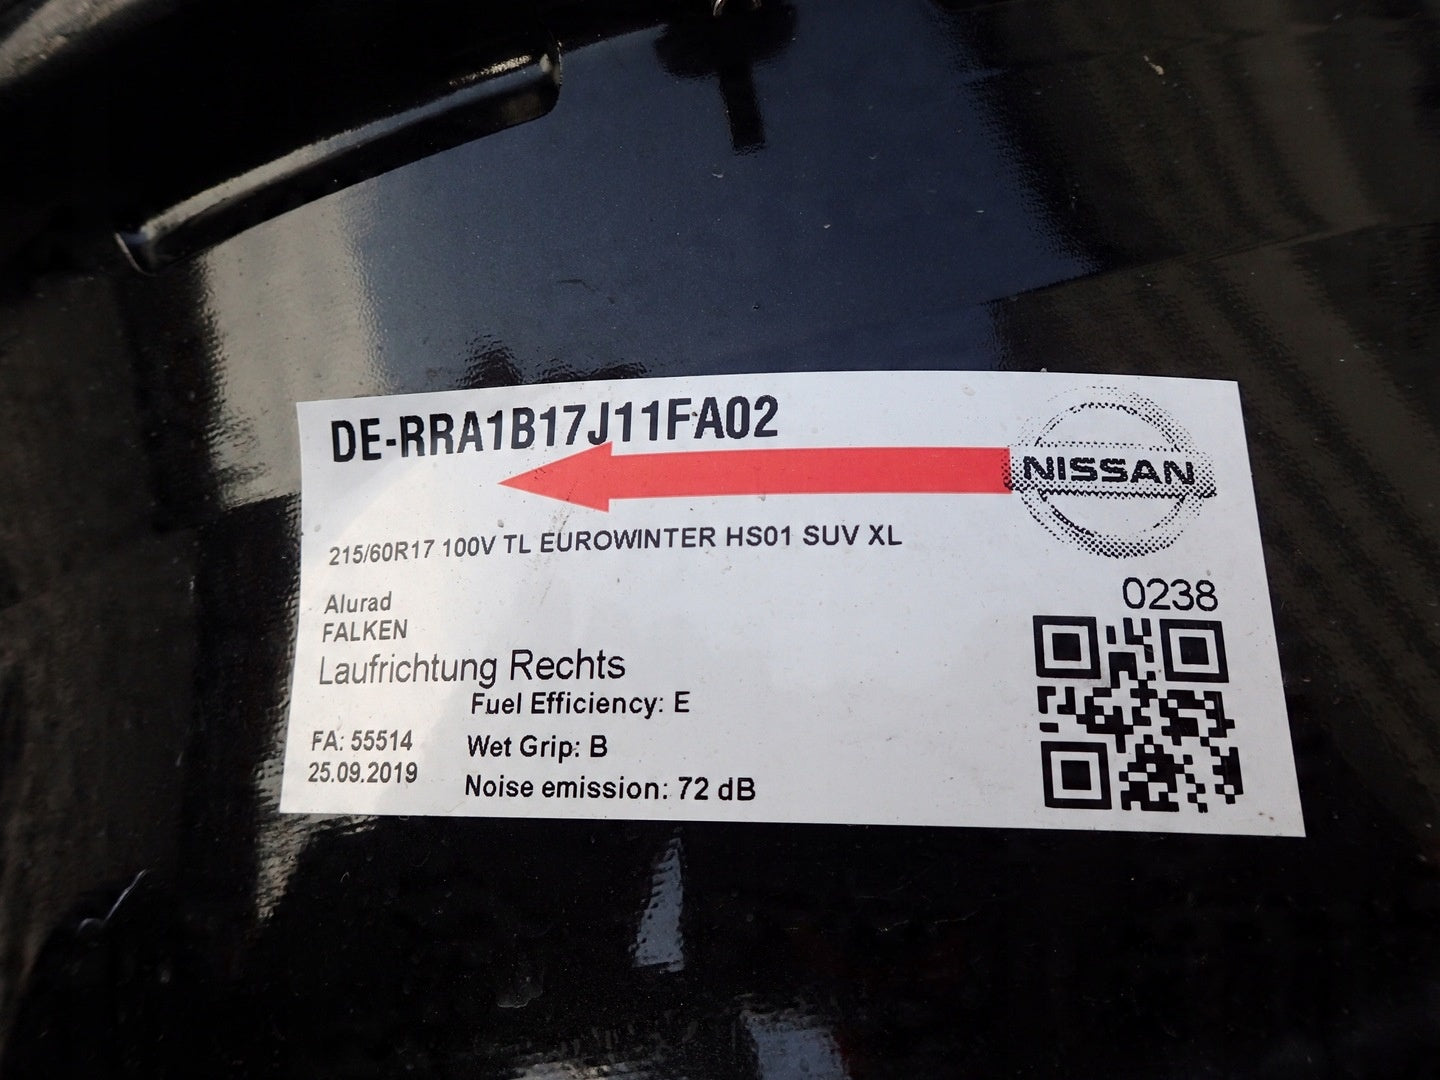 DE-RRA1B17J11FA02
NISSAN
215/60R17 100V TL EUROWINTER HS01 SUV XL
0238
Alurad
FALKEN
Laufrichtung Rechts
Fuel Efficiency: E
FA: 55514
Wet Grip: B
25.09.2019
Noise emission: 72 dB